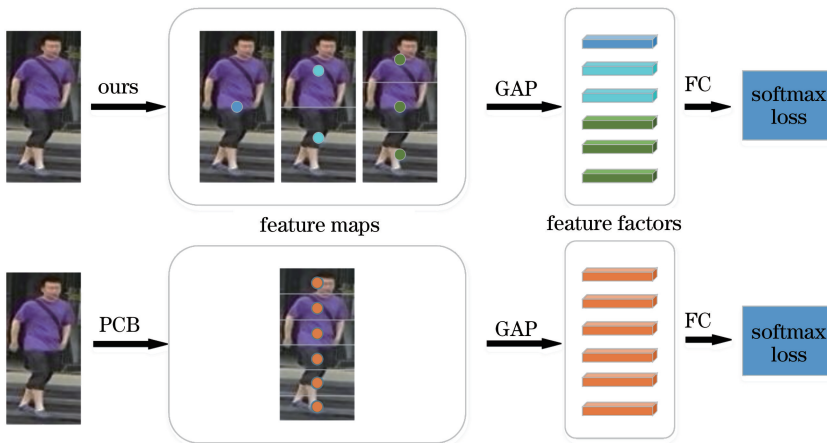 ours
GAP
FC
softmax
loss
feature maps
feature factors
PCB
GAP
FC
softmax
loss